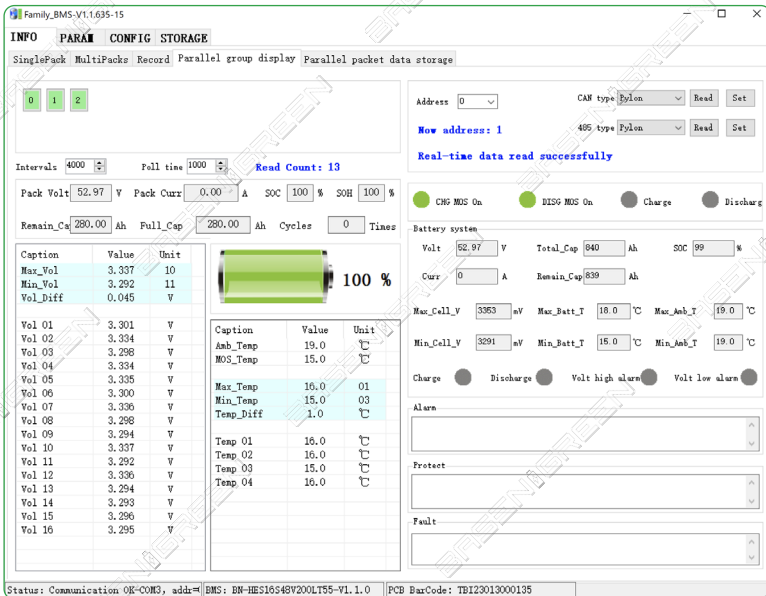 Family_BMS-V1.1.635-15
INFO PARAM CONFIG STORAGE
SinglePack MultiPacks Record Parallel group display Parallel packet data storage
0 1 2
Intervals 4000 Poll time 1000 Read Count: 13
Pack Volt 52.97 V Pack Curr 0.00 A SOC 100 % SOH 100 %
Remain_Ca 280.00 Ah Full_Cap 280.00 Ah Cycles 0 Times
Caption Value Unit
Max_Vol 3.337 10
Min_Vol 3.292 11
Vol_Diff 0.045 V
Vol 01 3.301 V
Vol 02 3.334 V
Vol 03 3.298 V
Vol 04 3.334 V
Vol 05 3.335 V
Vol 06 3.300 V
Vol 07 3.336 V
Vol 08 3.298 V
Vol 09 3.294 V
Vol 10 3.337 V
Vol 11 3.292 V
Vol 12 3.336 V
Vol 13 3.294 V
Vol 14 3.293 V
Vol 15 3.296 V
Vol 16 3.295 V
100 %
Caption Value Unit
Amb_Temp 19.0 ℃
MOS_Temp 15.0 ℃
Max_Temp 16.0 01
Min_Temp 15.0 03
Temp_Diff 1.0 ℃
Temp 01 16.0 ℃
Temp 02 16.0 ℃
Temp 03 15.0 ℃
Temp 04 16.0 ℃
Address 0 CAN type Pylon Read Set
Now address: 1 485 type Pylon Read Set
Real-time data read successfully
CHG MOS On DISG MOS On Charge Discharg
Battery system
Volt 52.97 V Total_Cap 840 Ah SOC 99 %
Curr 0 A Remain_Cap 839 Ah
Max_Cell_V 3353 mV Max_Batt_T 18.0 ℃ Max_Amb_T 19.0 ℃
Min_Cell_V 3291 mV Min_Batt_T 15.0 ℃ Min_Amb_T 19.0 ℃
Charge Discharge Volt high alarm Volt low alarm
Alarm
Protect
Fault
Status: Communication OK-COM3, addr= BMS: BN-HES16S48V200LT55-V1.1.0 PCB BarCode: TBI23013000135
BASENGREEN